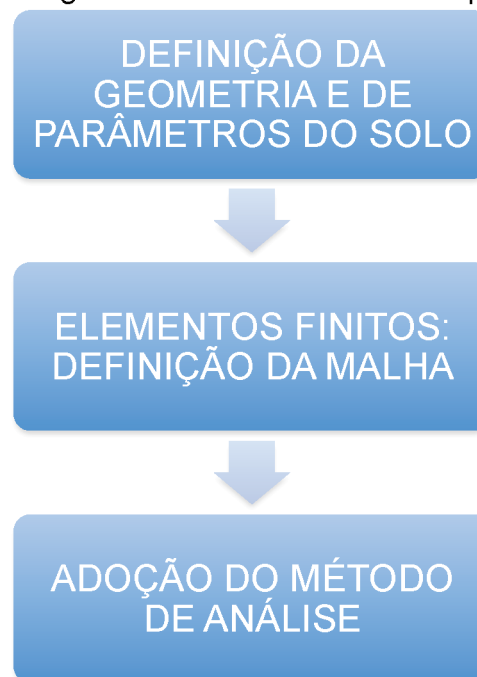 DEFINIÇÃO DA
GEOMETRIA E DE
PARÂMETROS DO SOLO
ELEMENTOS FINITOS:
DEFINIÇÃO DA MALHA
ADOÇÃO DO MÉTODO
DE ANÁLISE